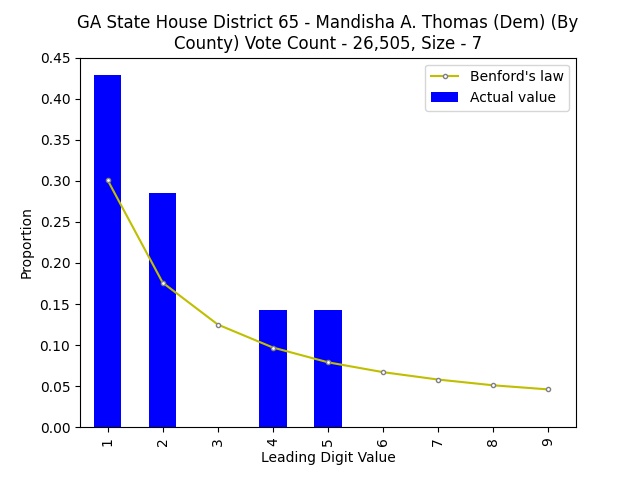 GA State House District 65 - Mandisha A. Thomas (Dem) (By
County) Vote Count - 26,505, Size - 7
Benford's law
Actual value
0.45
0.40
0.35
0.30
0.25
0.20
0.15
0.10
0.05
0.00
Proportion
1 2 3 4 5 6 7 8 9
Leading Digit Value